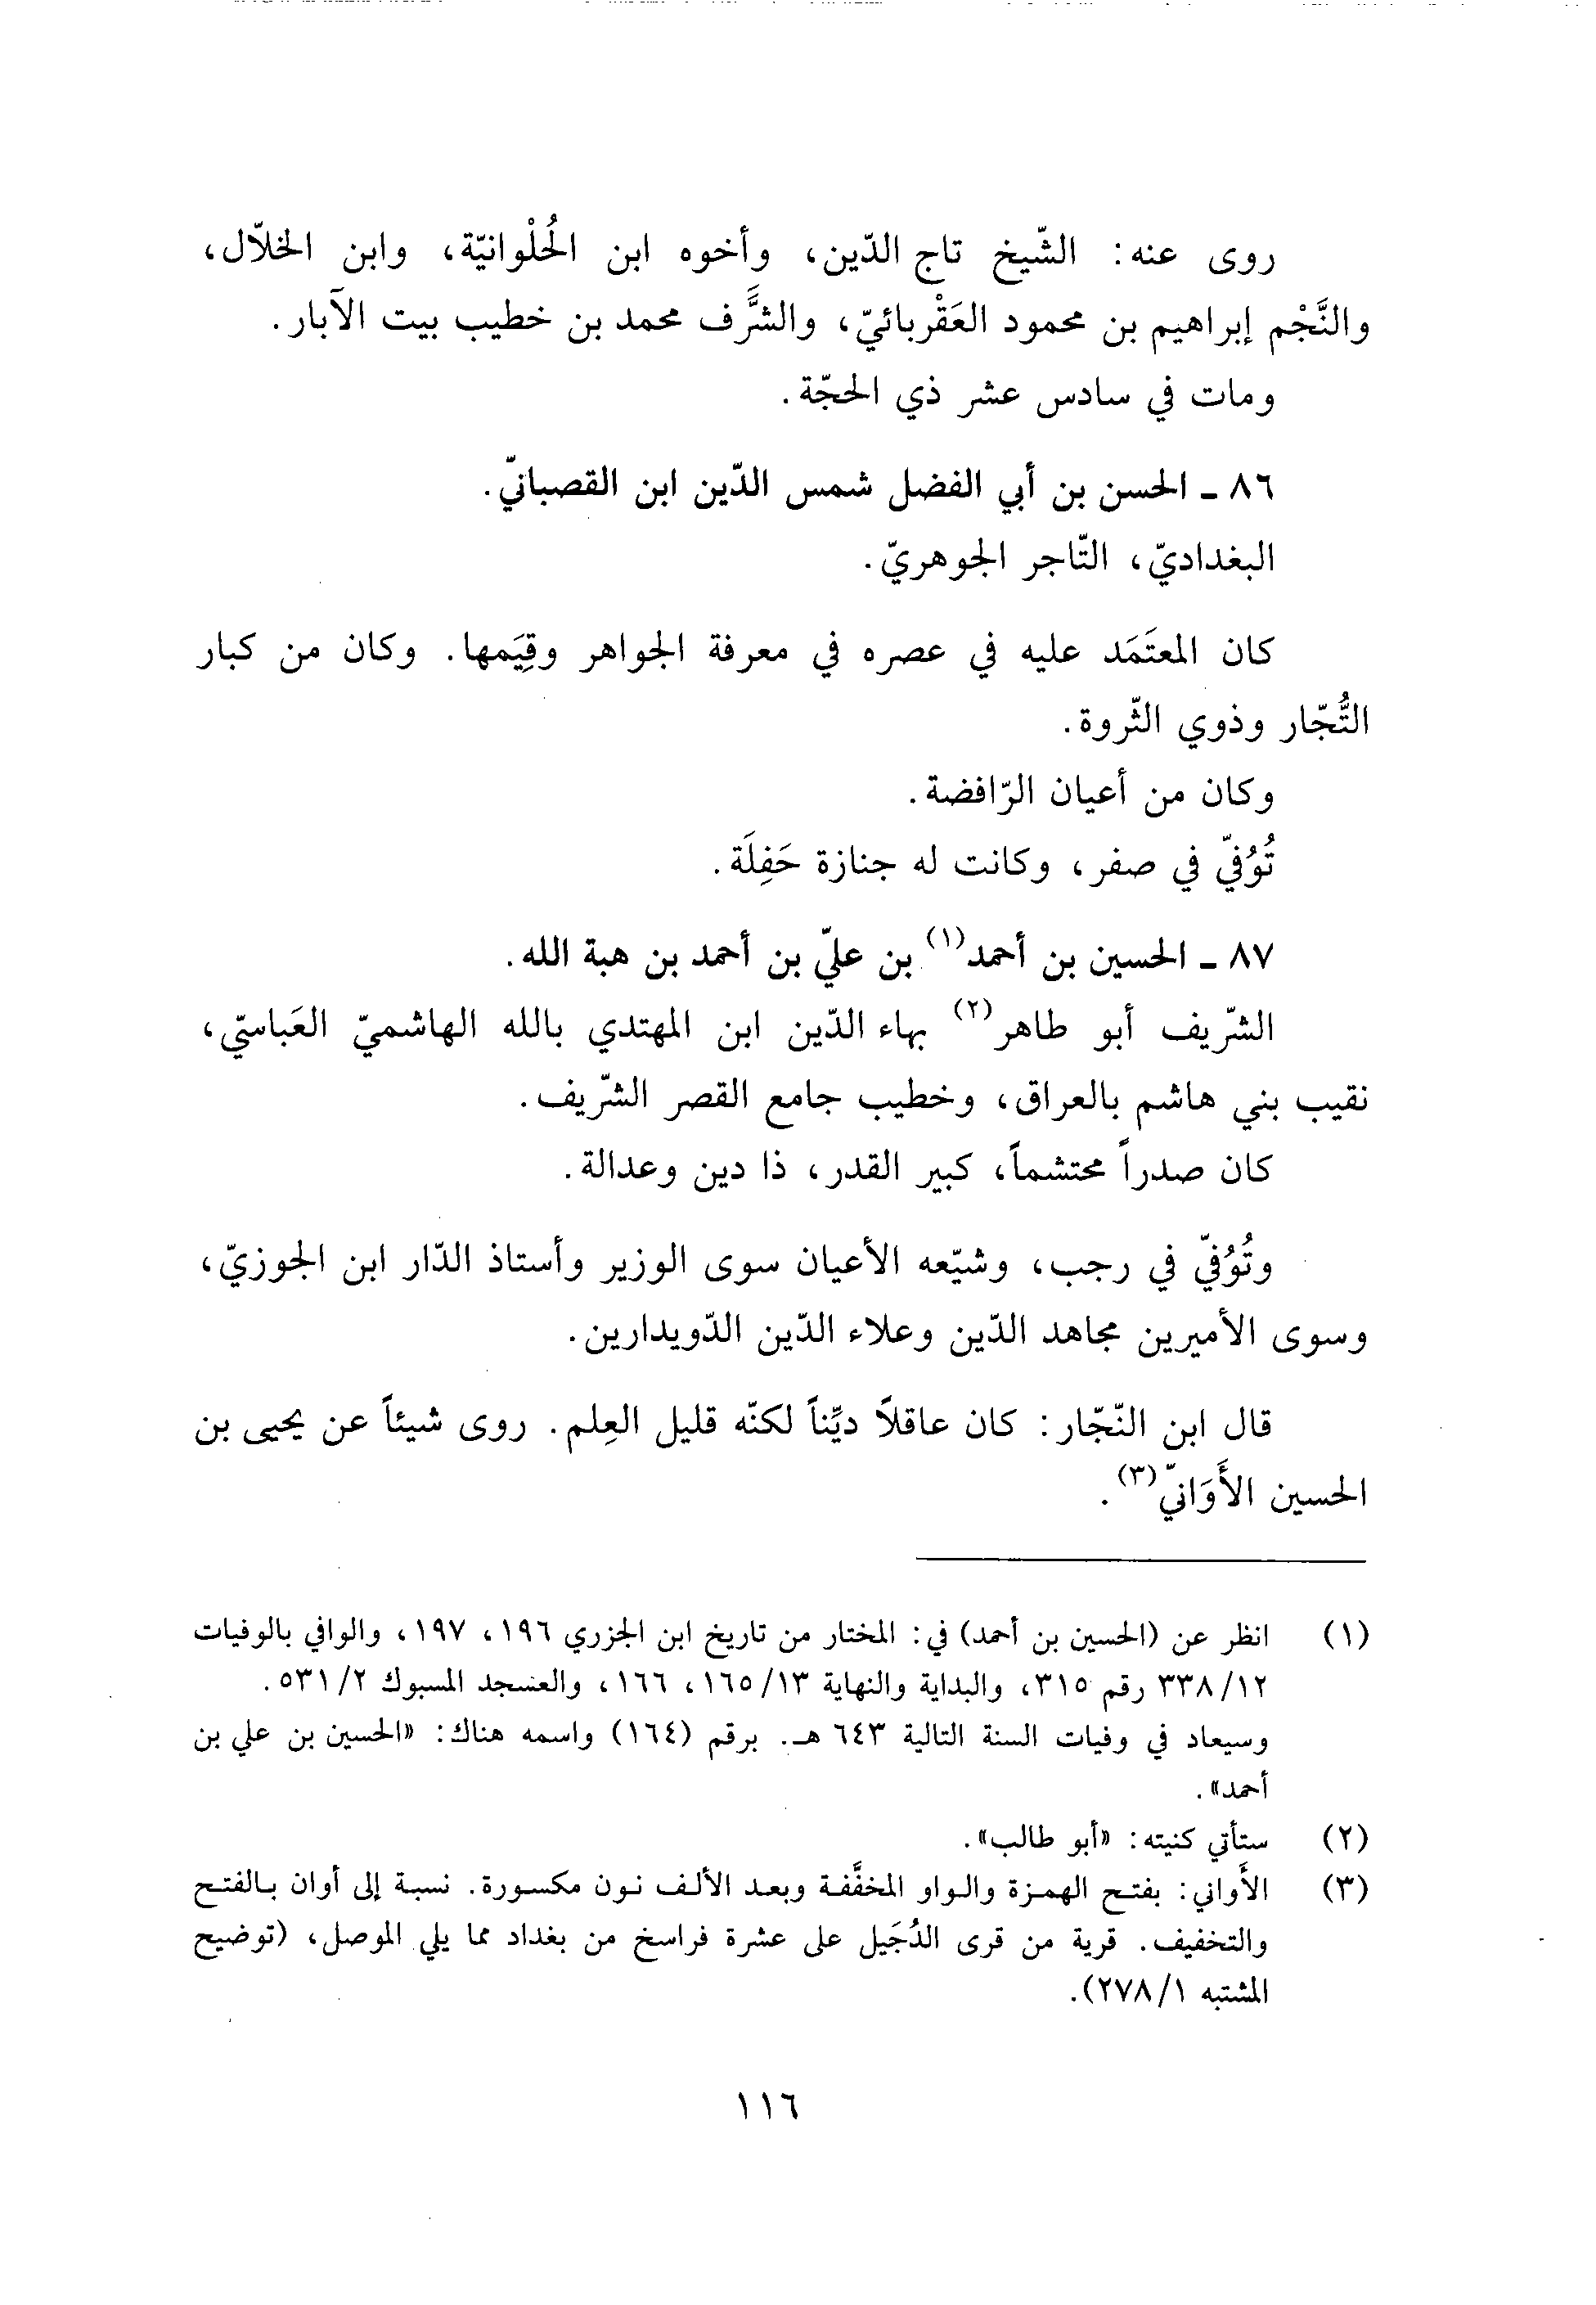 روى عنه: الشّيخ تاج الدّين، وأخوه ابن الحُلْوانيّة، وابن الخلاّل،
والنَّجْم إبراهيم بن محمود العَقْربائيّ، والشَّرَف محمد بن خطيب بيت الآبار.
ومات في سادس عشر ذي الحجّة.
٨٦ ـ الحسن بن أبي الفضل شمس الدّين ابن القصبانيّ.
البغداديّ، التّاجر الجوهريّ.
كان المعتَمَد عليه في عصره في معرفة الجواهر وقِيَمها. وكان من كبار
التُّجّار وذوي الثّروة.
وكان من أعيان الرّافضة.
تُوُفيّ في صفر، وكانت له جنازة حَفِلَة.
٨٧ ـ الحسين بن أحمد(١) بن عليّ بن أحمد بن هبة الله.
الشّريف أبو طاهر(٢) بهاء الدّين ابن المهتدي بالله الهاشميّ العَباسيّ،
نقيب بني هاشم بالعراق، وخطيب جامع القصر الشّريف.
كان صدراً محتشماً، كبير القدر، ذا دين وعدالة.
وتُوُفيّ في رجب، وشيّعه الأعيان سوى الوزير وأستاذ الدّار ابن الجوزيّ،
وسوى الأميرين مجاهد الدّين وعلاء الدّين الدّويدارين.
قال ابن النّجّار: كان عاقلاً ديِّناً لكنّه قليل العِلم. روى شيئاً عن يحيى بن
الحسين الأَوَانيّ(٣).
(١) انظر عن (الحسين بن أحمد) في: المختار من تاريخ ابن الجزري ١٩٦، ١٩٧، والوافي بالوفيات
٣٣٨/١٢ رقم ٣١٥، والبداية والنهاية ١٦٥/١٣، ١٦٦، والعسجد المسبوك ٥٣١/٢.
وسيعاد في وفيات السنة التالية ٦٤٣ هـ. برقم (١٦٤) واسمه هناك: «الحسين بن علي بن
أحمد».
(٢) ستأتي كنيته: «أبو طالب».
(٣) الأَواني: بفتح الهمزة والواو المخفَّفة وبعد الألف نون مكسورة. نسبة إلى أوان بالفتح
والتخفيف. قرية من قرى الدُجَيل على عشرة فراسخ من بغداد مما يلي الموصل، (توضيح
المشتبه ٢٧٨/١).
١١٦